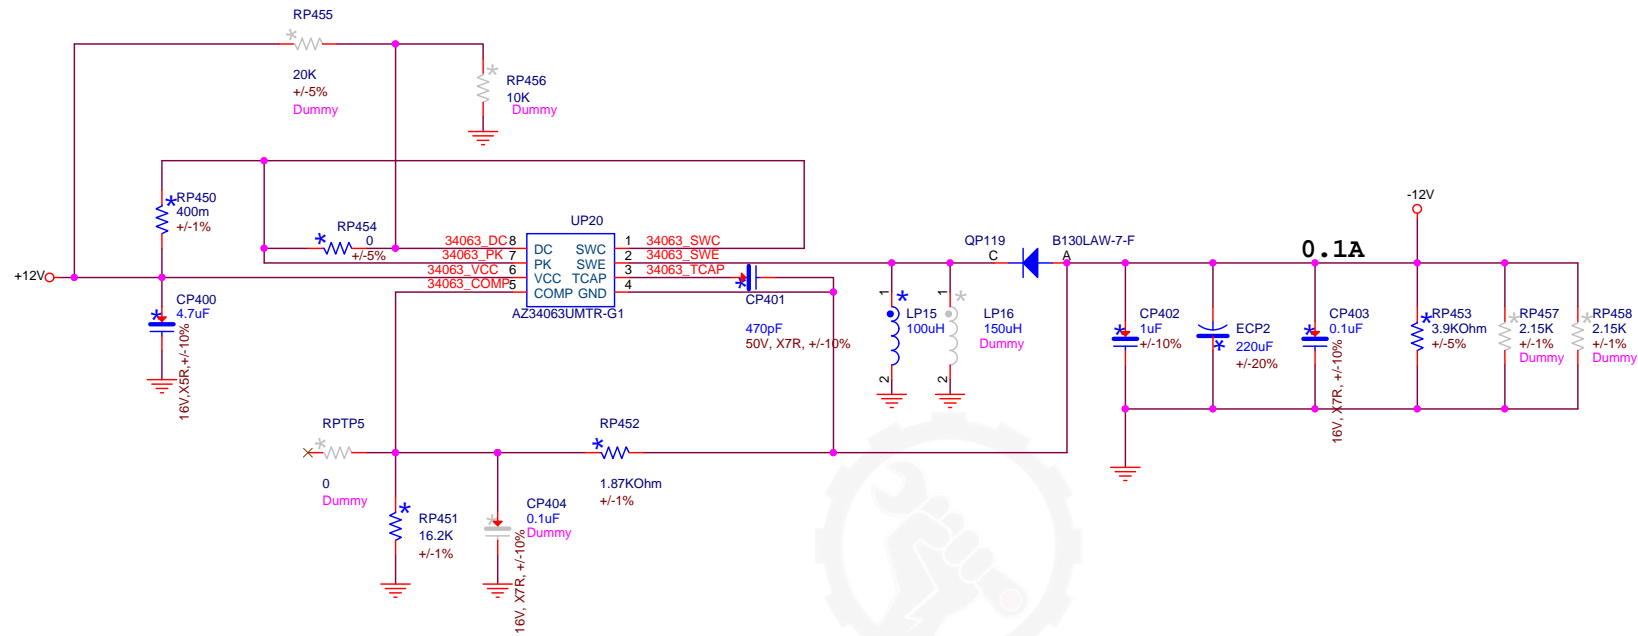 RP455
20K
+/-5%
Dummy
RP456
10K
Dummy
RP450
400m
+/-1%
RP454
0
+/-5%
+12V
CP400
4.7uF
16V,X5R,+/-10%
UP20
34063_DC 8 DC SWC 1 34063_SWC
34063_PK 7 PK SWE 2 34063_SWE
34063_VCC 6 VCC TCAP 3 34063_TCAP
34063_COMP 5 COMP GND 4
AZ34063UMTR-G1
CP401
470pF
50V, X7R, +/-10%
QP119
C
B130LAW-7-F
A
1
LP15
100uH
2
1
LP16
150uH
Dummy
2
0.1A
-12V
CP402
1uF
+/-10%
ECP2
220uF
+/-20%
CP403
0.1uF
16V, X7R, +/-10%
RP453
3.9KOhm
+/-5%
RP457
2.15K
+/-1%
Dummy
RP458
2.15K
+/-1%
Dummy
RPTP5
0
Dummy
RP452
1.87KOhm
+/-1%
RP451
16.2K
+/-1%
CP404
0.1uF
Dummy
16V, X7R, +/-10%